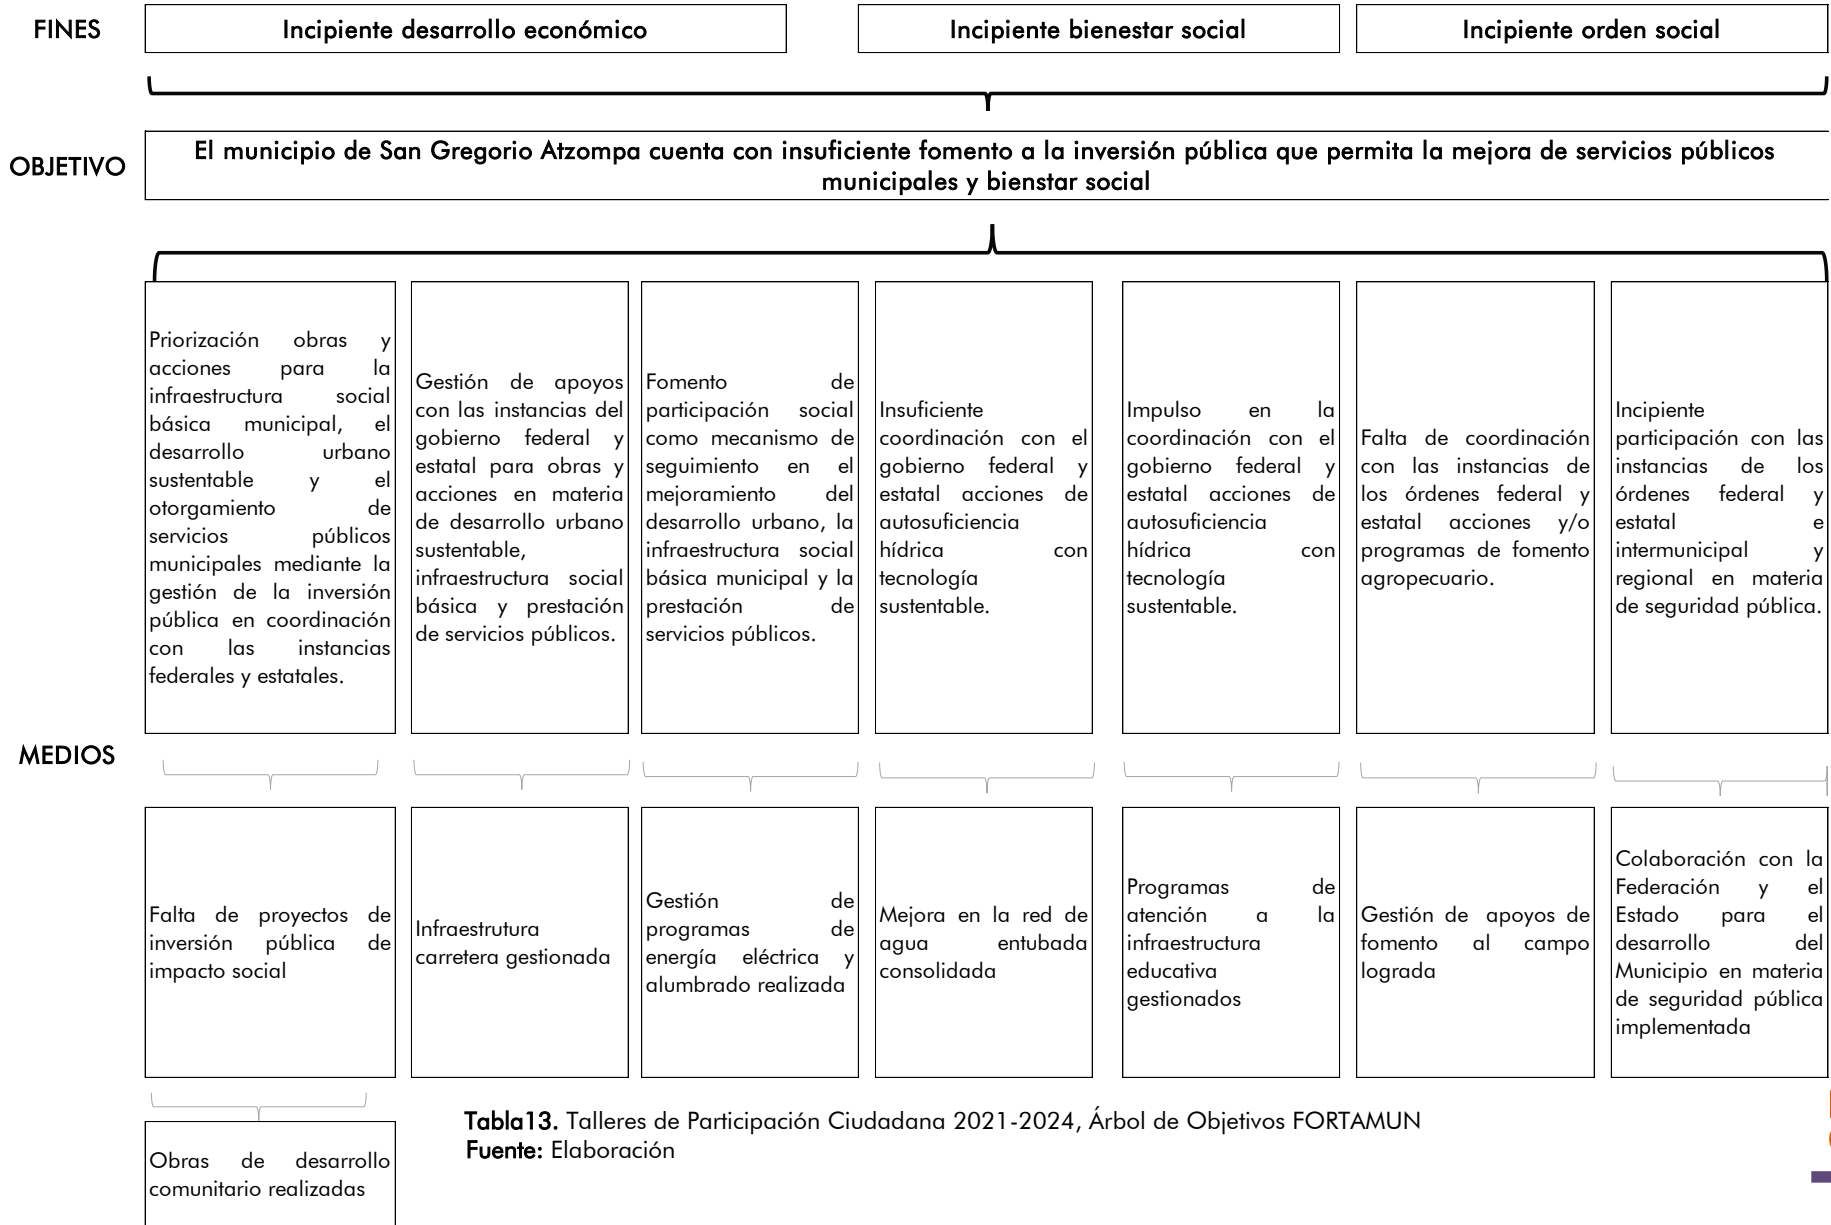 FINES
Incipiente desarrollo económico
Incipiente bienestar social
Incipiente orden social
OBJETIVO
El municipio de San Gregorio Atzompa cuenta con insuficiente fomento a la inversión pública que permita la mejora de servicios públicos
municipales y bienstar social
MEDIOS
Priorización obras y
acciones para la
infraestructura social
básica municipal, el
desarrollo urbano
sustentable y el
otorgamiento de
servicios públicos
municipales mediante la
gestión de la inversión
pública en coordinación
con las instancias
federales y estatales.
Gestión de apoyos
con las instancias del
gobierno federal y
estatal para obras y
acciones en materia
de desarrollo urbano
sustentable,
infraestructura social
básica y prestación
de servicios públicos.
Fomento de
participación social
como mecanismo de
seguimiento en el
mejoramiento del
desarrollo urbano, la
infraestructura social
básica municipal y la
prestación de
servicios públicos.
Insuficiente
coordinación con el
gobierno federal y
estatal acciones de
autosuficiencia
hídrica con
tecnología
sustentable.
Impulso en la
coordinación con el
gobierno federal y
estatal acciones de
autosuficiencia
hídrica con
tecnología
sustentable.
Falta de coordinación
con las instancias de
los órdenes federal y
estatal acciones y/o
programas de fomento
agropecuario.
Incipiente
participación con las
instancias de los
órdenes federal y
estatal e
intermunicipal y
regional en materia
de seguridad pública.
Falta de proyectos de
inversión pública de
impacto social
Infraestrutura
carretera gestionada
Gestión de
programas de
energía eléctrica y
alumbrado realizada
Mejora en la red de
agua entubada
consolidada
Programas de
atención a la
infraestructura
educativa
gestionados
Gestión de apoyos de
fomento al campo
lograda
Colaboración con la
Federación y el
Estado para el
desarrollo del
Municipio en materia
de seguridad pública
implementada
Obras de desarrollo
comunitario realizadas
Tabla13. Talleres de Participación Ciudadana 2021-2024, Árbol de Objetivos FORTAMUN
Fuente: Elaboración